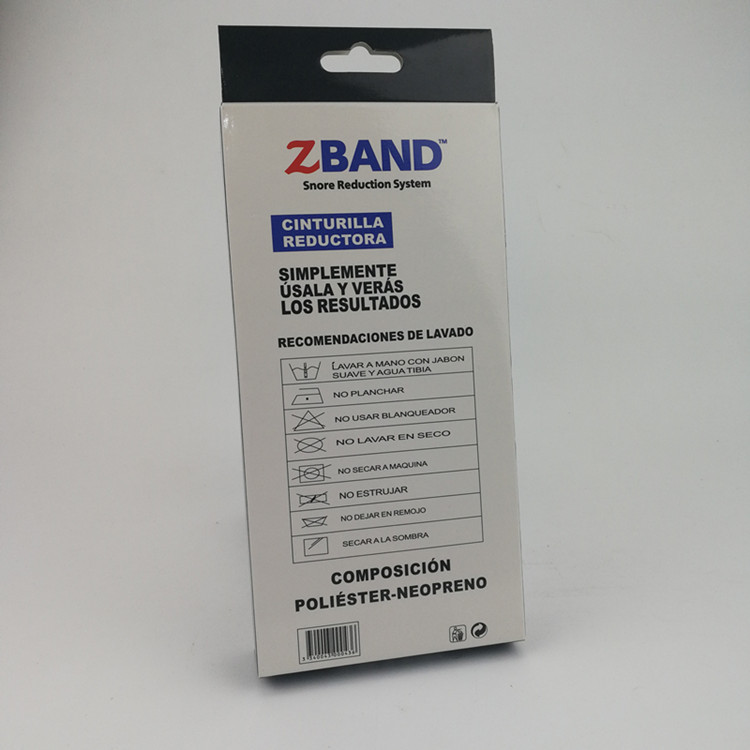 ZBAND™
Snore Reduction System
CINTURILLA
REDUCTORA
SIMPLEMENTE
ÚSALA Y VERÁS
LOS RESULTADOS
RECOMENDACIONES DE LAVADO
LAVAR A MANO CON JABON
SUAVE Y AGUA TIBIA
NO PLANCHAR
NO USAR BLANQUEADOR
NO LAVAR EN SECO
NO SECAR A MAQUINA
NO ESTRUJAR
NO DEJAR EN REMOJO
SECAR A LA SOMBRA
COMPOSICIÓN
POLIÉSTER-NEOPRENO